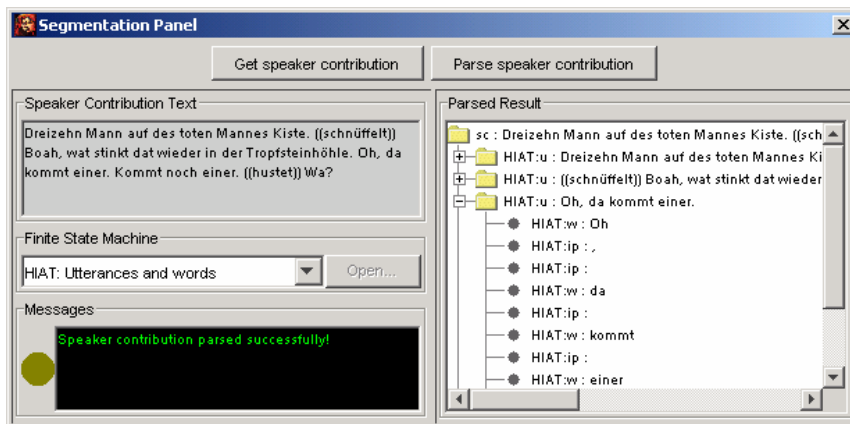 Segmentation Panel
Get speaker contribution
Parse speaker contribution
Speaker Contribution Text
Dreizehn Mann auf des toten Mannes Kiste. ((schnüffelt))
Boah, wat stinkt dat wieder in der Tropfsteinhöhle. Oh, da
kommt einer. Kommt noch einer. ((hustet)) Wa?
Finite State Machine
HIAT: Utterances and words
Open...
Messages
Speaker contribution parsed successfully!
Parsed Result
sc : Dreizehn Mann auf des toten Mannes Kiste. ((sch
HIAT:u : Dreizehn Mann auf des toten Mannes Ki
HIAT:u : ((schnüffelt)) Boah, wat stinkt dat wieder
HIAT:u : Oh, da kommt einer.
HIAT:w : Oh
HIAT:ip : ,
HIAT:ip :
HIAT:w : da
HIAT:ip :
HIAT:w : kommt
HIAT:ip :
HIAT:w : einer